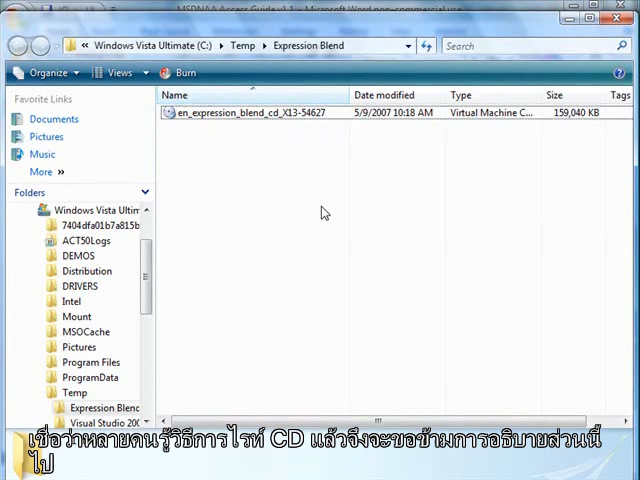 MSDNAA Access Guide v1.1 - Microsoft Word non-commercial use
« Windows Vista Ultimate (C:) Temp Expression Blend
Search
Organize Views Burn
Favorite Links
Documents
Pictures
Music
More »
Folders
Windows Vista Ultim
7404dfa01b7a815b
ACT50Logs
DEMOS
Distribution
DRIVERS
Intel
Mount
MSOCache
Pictures
Program Files
ProgramData
Temp
Expression Blend
Visual Studio 200
Name Date modified Type Size Tags
en_expression_blend_cd_X13-54627 5/9/2007 10:18 AM Virtual Machine C... 159,040 KB
เชื่อว่าหลายคนรู้วิธีการไรท์ CD แล้วจึงจะขอข้ามการอธิบายส่วนนี้
ไป